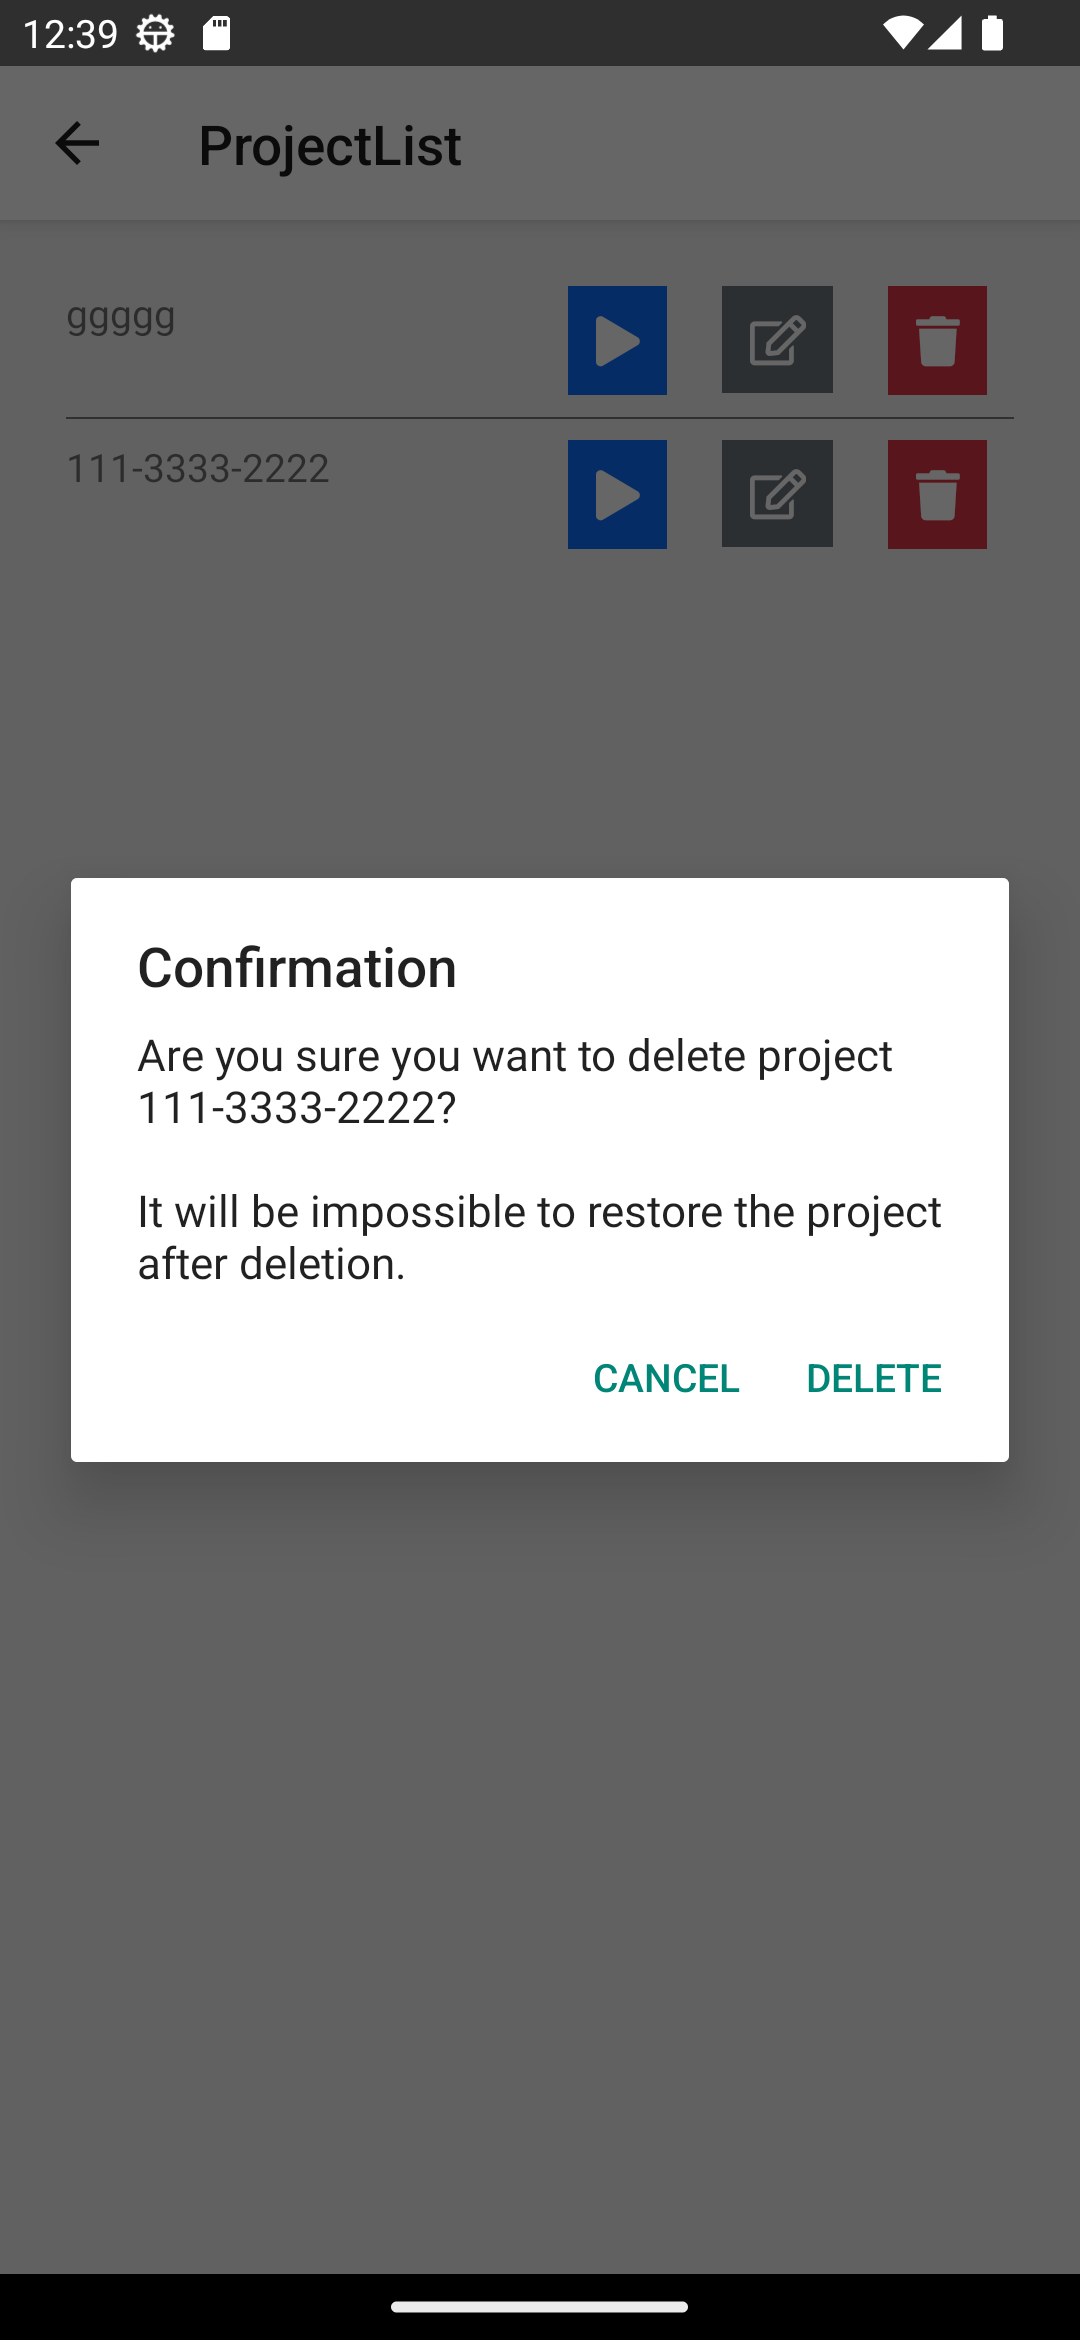 12:39
ProjectList
ggggg
111-3333-2222
Confirmation
Are you sure you want to delete project
111-3333-2222?
It will be impossible to restore the project
after deletion.
CANCEL DELETE